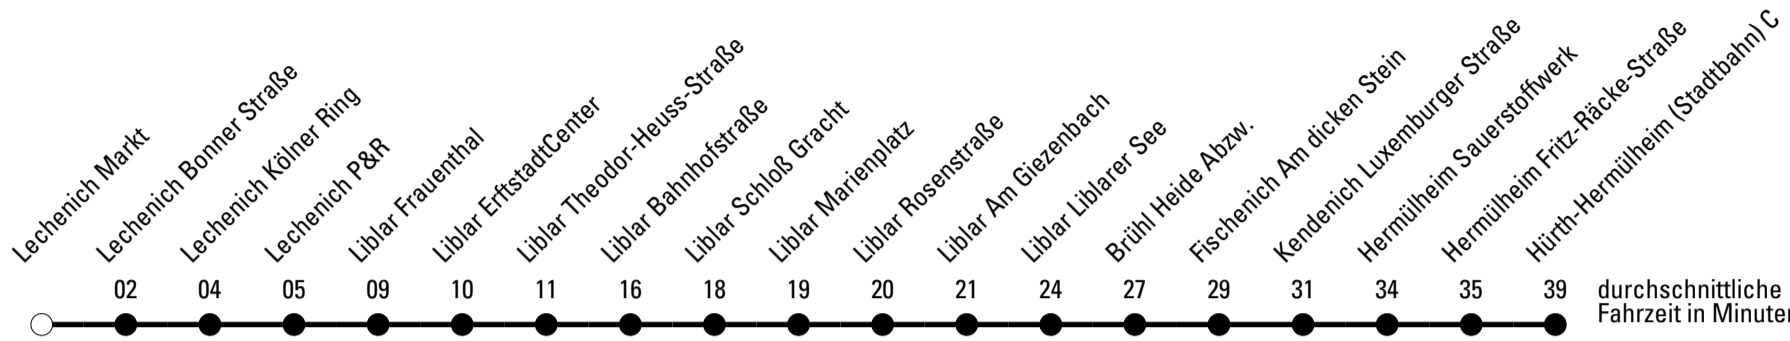 Lechenich Markt
Lechenich Bonner Straße
Lechenich Kölner Ring
Lechenich P&R
Liblar Frauenthal
Liblar ErftstadtCenter
Liblar Theodor-Heuss-Straße
Liblar Bahnhofstraße
Liblar Schloß Gracht
Liblar Marienplatz
Liblar Rosenstraße
Liblar Am Giezenbach
Liblar Liblarer See
Brühl Heide Abzw.
Fischenich Am dicken Stein
Kendenich Luxemburger Straße
Hermülheim Sauerstoffwerk
Hermülheim Fritz-Räcke-Straße
Hürth-Hermülheim (Stadtbahn) C
02 04 05 09 10 11 16 18 19 20 21 24 27 29 31 34 35 39 durchschnittliche
Fahrzeit in Minuten